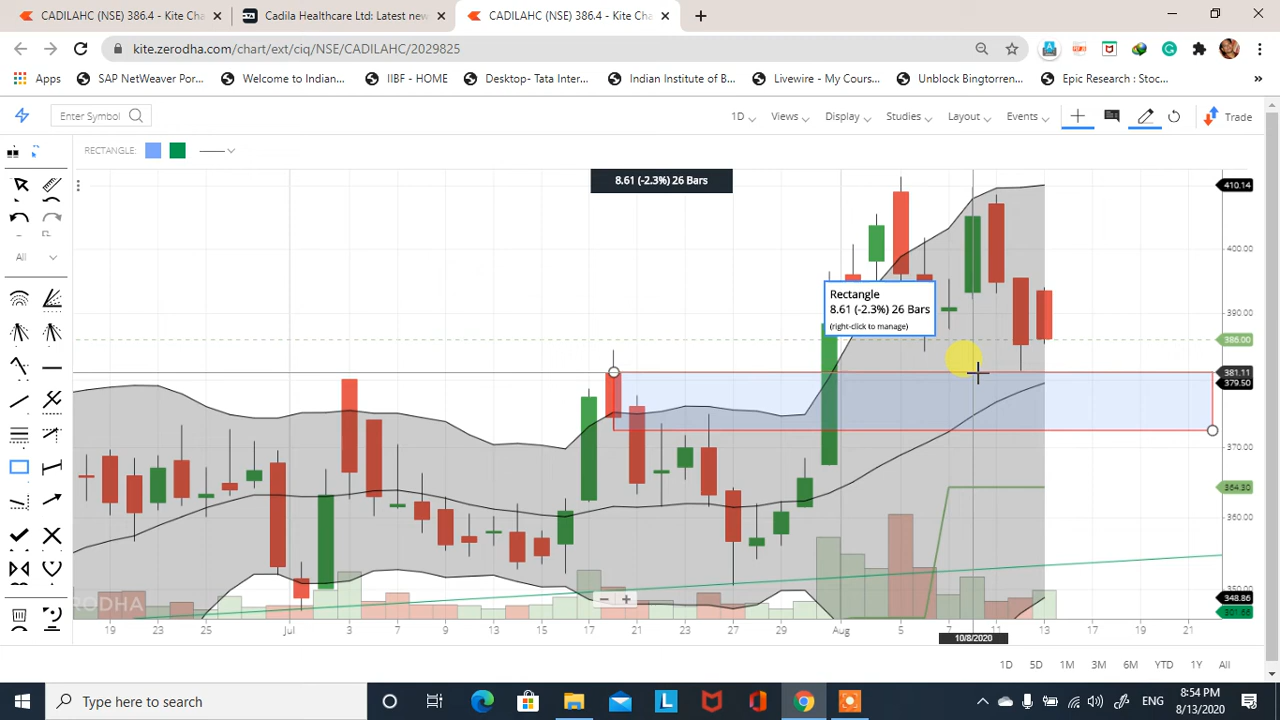 CADILAHC (NSE) 386.4 - Kite Cha
Cadila Healthcare Ltd: Latest new
CADILAHC (NSE) 386.4 - Kite Cha
kite.zerodha.com/chart/ext/ciq/NSE/CADILAHC/2029825
Apps
SAP NetWeaver Por...
Welcome to Indian...
IIBF - HOME
Desktop- Tata Inter...
Indian Institute of B...
Livewire - My Cours...
Unblock Bingtorren...
Epic Research : Stoc...
Enter Symbol
1D
Views
Display
Studies
Layout
Events
Trade
RECTANGLE:
8.61 (-2.3%) 26 Bars
All
Rectangle
8.61 (-2.3%) 26 Bars
(right-click to manage)
410.14
400.00
390.00
386.00
381.11
379.50
370.00
364.30
360.00
348.86
ERODHA
19 23 25 Jul 3 7 9 13 15 17 21 23 27 29 Aug 5 7 11 13 17 19 21
10/8/2020
1D 5D 1M 3M 6M YTD 1Y All
Type here to search
ENG
8:54 PM
8/13/2020